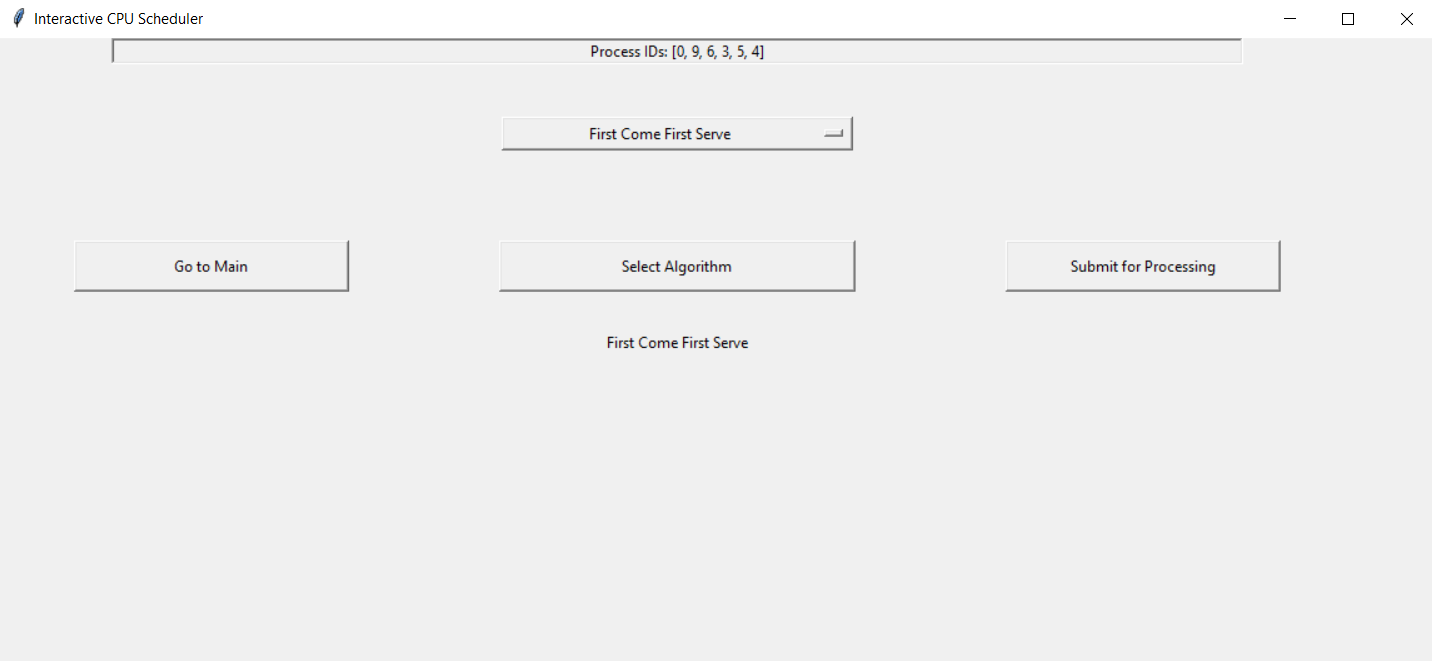 Interactive CPU Scheduler
Process IDs: [0, 9, 6, 3, 5, 4]
First Come First Serve
Go to Main
Select Algorithm
Submit for Processing
First Come First Serve